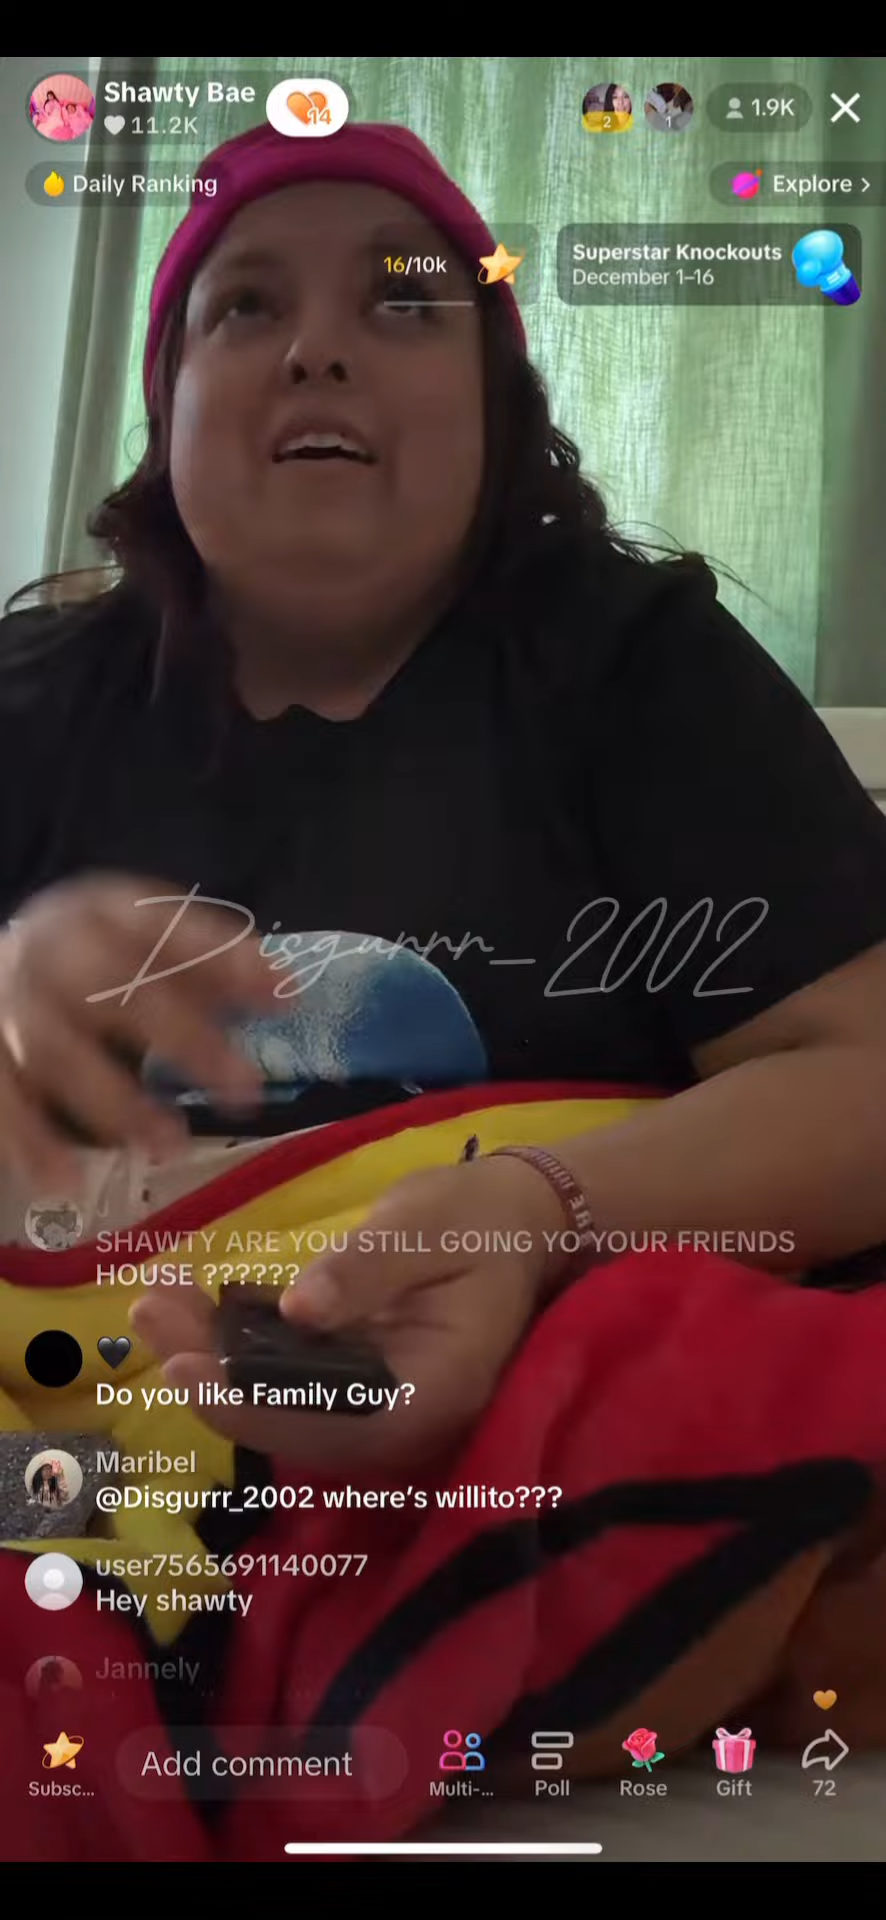 Shawty Bae
11.2K
14
2
1
1.9K
Daily Ranking
Explore >
16/10k
Superstar Knockouts
December 1–16
Disgurrr_2002
SHAWTY ARE YOU STILL GOING YO YOUR FRIENDS
HOUSE ??????
🖤
Do you like Family Guy?
Maribel
@Disgurrr_2002 where's willito???
user7565691140077
Hey shawty
Jannely
Subsc...
Add comment
Multi-...
Poll
Rose
Gift
72